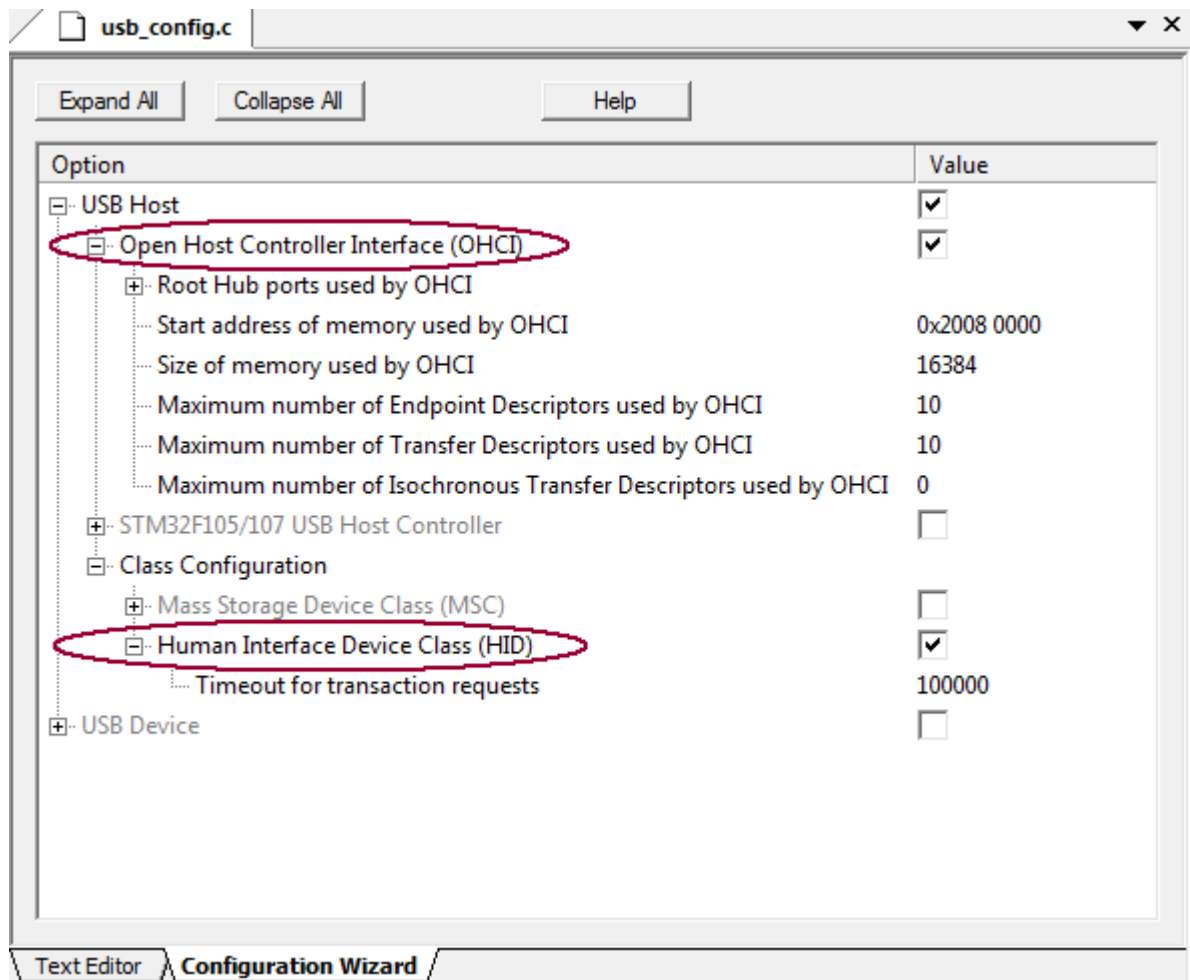 usb_config.c
Expand All Collapse All Help
Option Value
USB Host
Open Host Controller Interface (OHCI)
Root Hub ports used by OHCI
Start address of memory used by OHCI 0x2008 0000
Size of memory used by OHCI 16384
Maximum number of Endpoint Descriptors used by OHCI 10
Maximum number of Transfer Descriptors used by OHCI 10
Maximum number of Isochronous Transfer Descriptors used by OHCI 0
STM32F105/107 USB Host Controller
Class Configuration
Mass Storage Device Class (MSC)
Human Interface Device Class (HID)
Timeout for transaction requests 100000
USB Device
Text Editor Configuration Wizard